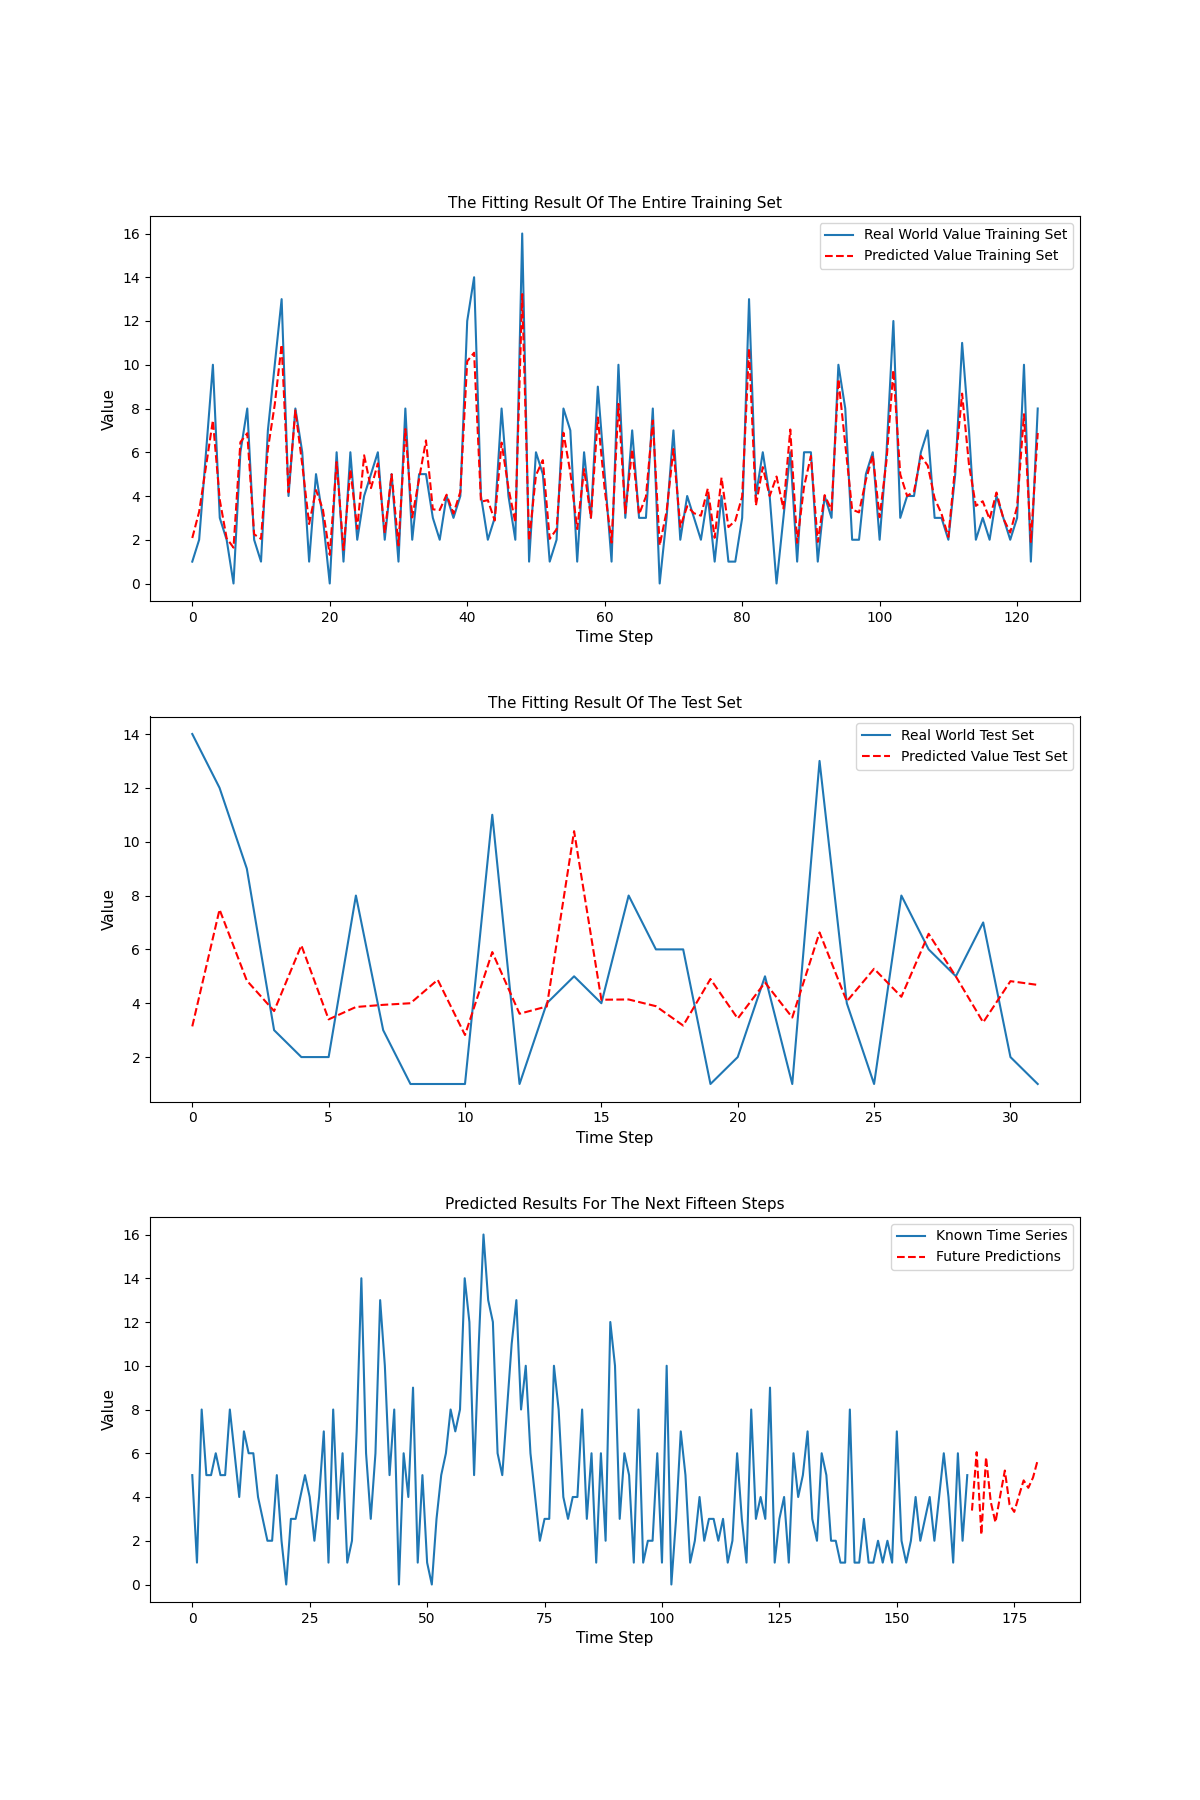 The Fitting Result Of The Entire Training Set
Real World Value Training Set
Predicted Value Training Set
Value
16
14
12
10
8
6
4
2
0
0 20 40 60 80 100 120
Time Step
The Fitting Result Of The Test Set
Real World Test Set
Predicted Value Test Set
Value
14
12
10
8
6
4
2
0 5 10 15 20 25 30
Time Step
Predicted Results For The Next Fifteen Steps
Known Time Series
Future Predictions
Value
16
14
12
10
8
6
4
2
0
0 25 50 75 100 125 150 175
Time Step